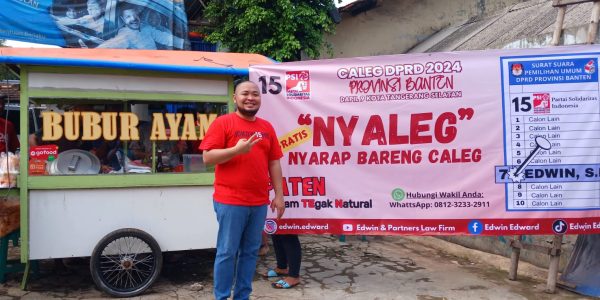 BUBUR AYAM
gofood
15
PSI
CALEG DPRD 2024
PROVINSI BANTEN
DAPIL 9 KOTA TANGERANG SELATAN
GRATIS
"NYALEG"
NYARAP BARENG CALEG
TEgak Natural
Hubungi Wakil Anda:
WhatsApp: 0812-3233-2911
edwin.edward
Edwin & Partners Law Firm
Edwin Edward
SURAT SUARA
PEMILIHAN UMUM
DPRD PROVINSI BANTEN
15
PSI
Partai Solidaritas
Indonesia
1 Calon Lain
2 Calon Lain
3 Calon Lain
4 Calon Lain
5 Calon Lain
6 Calon Lain
7 EDWIN, S.
8 Calon Lain
9 Calon Lain
10 Calon Lain